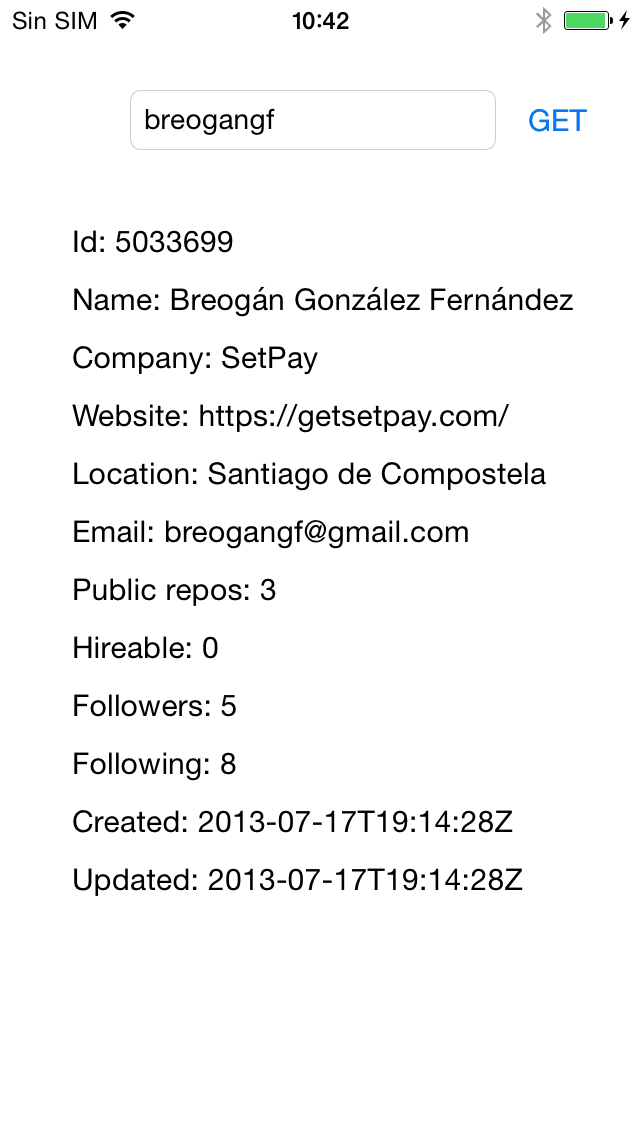 Sin SIM 10:42
breogangf GET
Id: 5033699
Name: Breogán González Fernández
Company: SetPay
Website: https://getsetpay.com/
Location: Santiago de Compostela
Email: breogangf@gmail.com
Public repos: 3
Hireable: 0
Followers: 5
Following: 8
Created: 2013-07-17T19:14:28Z
Updated: 2013-07-17T19:14:28Z